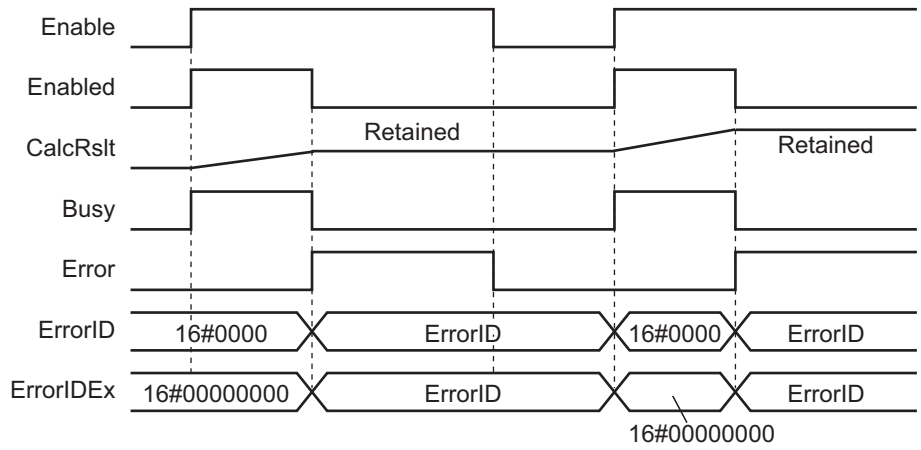 Enable
Enabled
CalcRslt
Retained
Retained
Busy
Error
ErrorID
16#0000
ErrorID
16#0000
ErrorID
ErrorIDEx
16#00000000
ErrorID
ErrorID
16#00000000